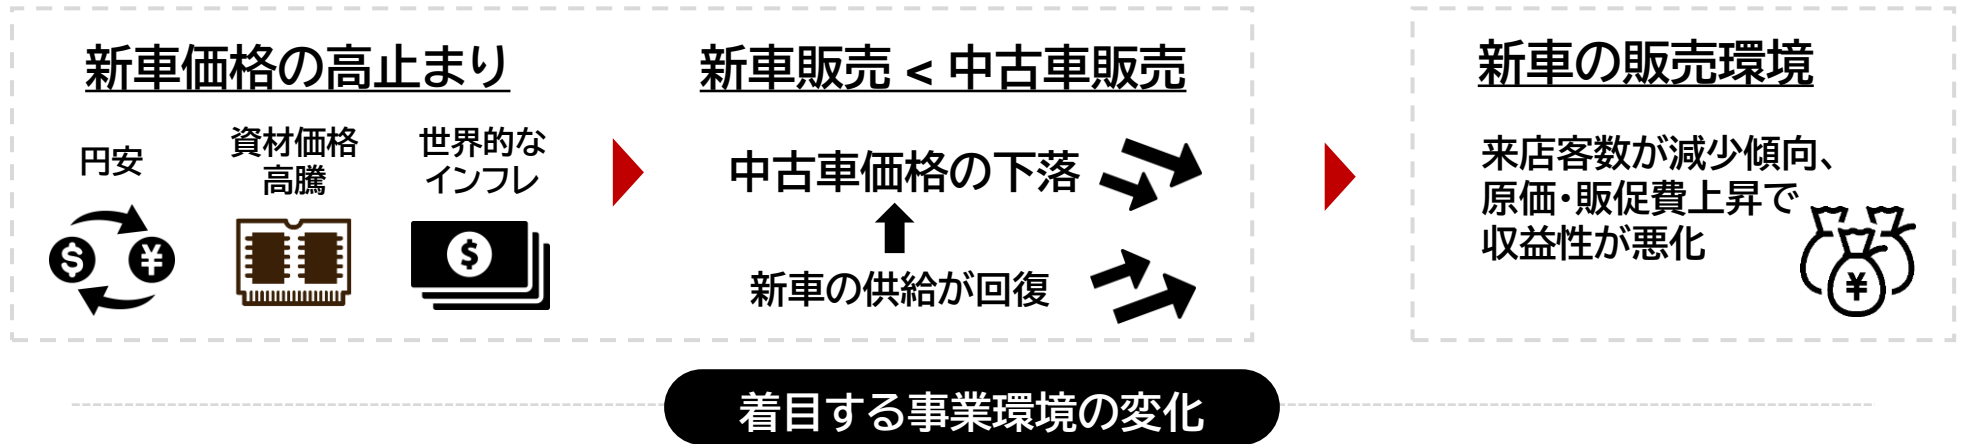 新車価格の高止まり
円安
資材価格
高騰
世界的な
インフレ
$
¥
$
新車販売 < 中古車販売
中古車価格の下落
新車の供給が回復
新車の販売環境
来店客数が減少傾向、
原価・販促費上昇で
収益性が悪化
¥
着目する事業環境の変化